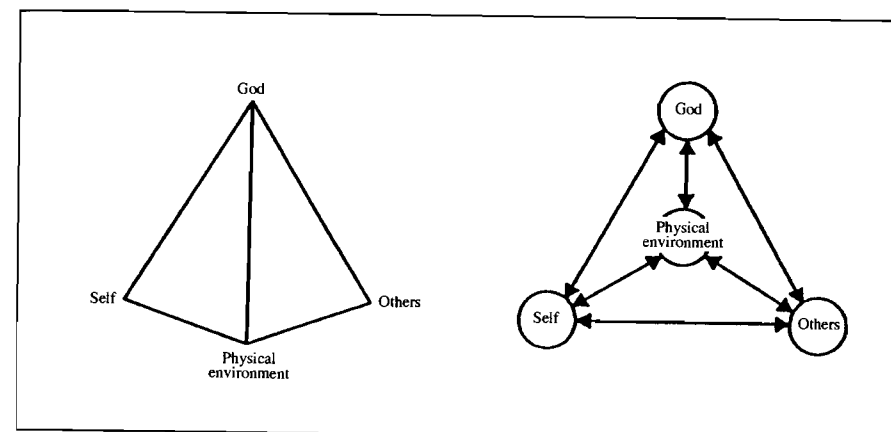 God
Self
Others
Physical
environment
God
Physical
environment
Self
Others